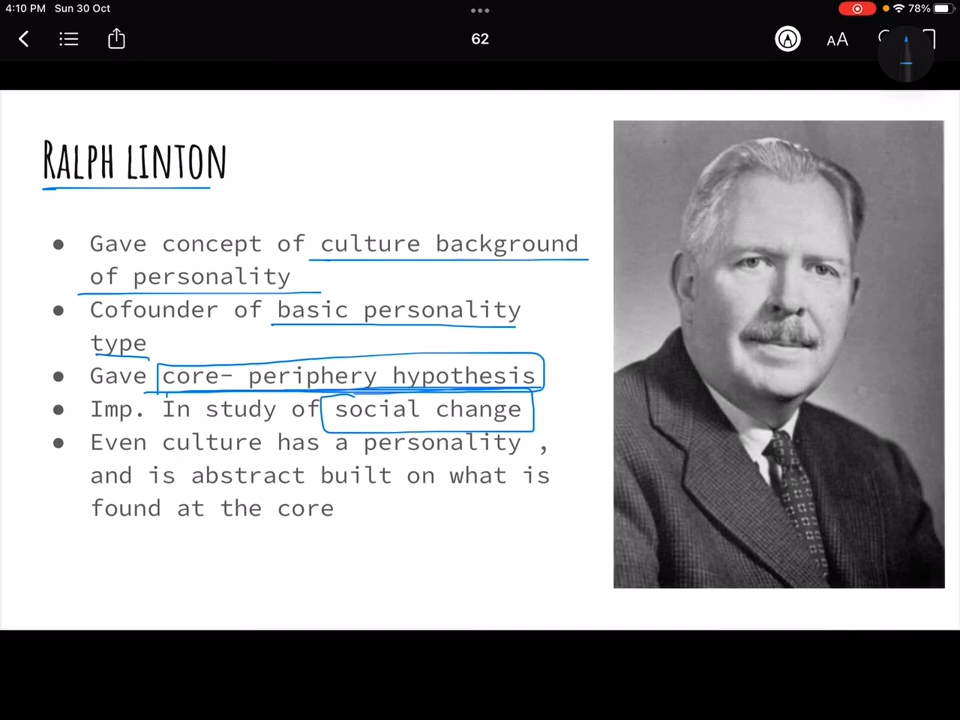 4:10 PM Sun 30 Oct
78%
62
AA
RALPH LINTON
● Gave concept of culture background
of personality
● Cofounder of basic personality
type
● Gave core- periphery hypothesis
● Imp. In study of social change
● Even culture has a personality ,
and is abstract built on what is
found at the core